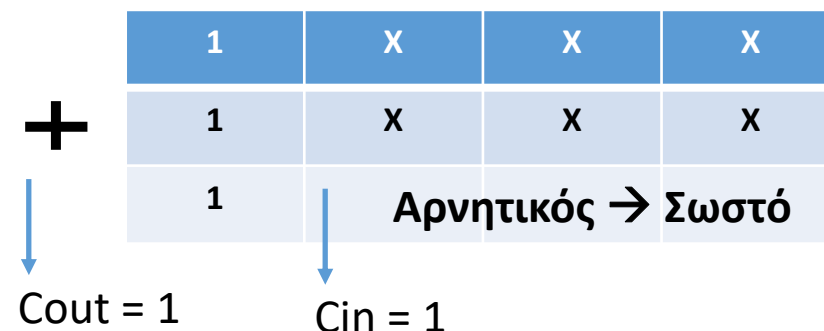 1 X X X
+ 1 X X X
1 Αρνητικός → Σωστό
Cout = 1 Cin = 1